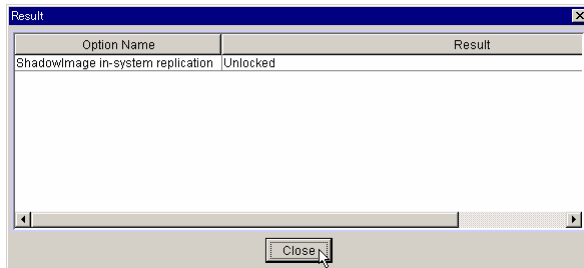 Result
Option Name Result
ShadowImage in-system replication Unlocked
Close